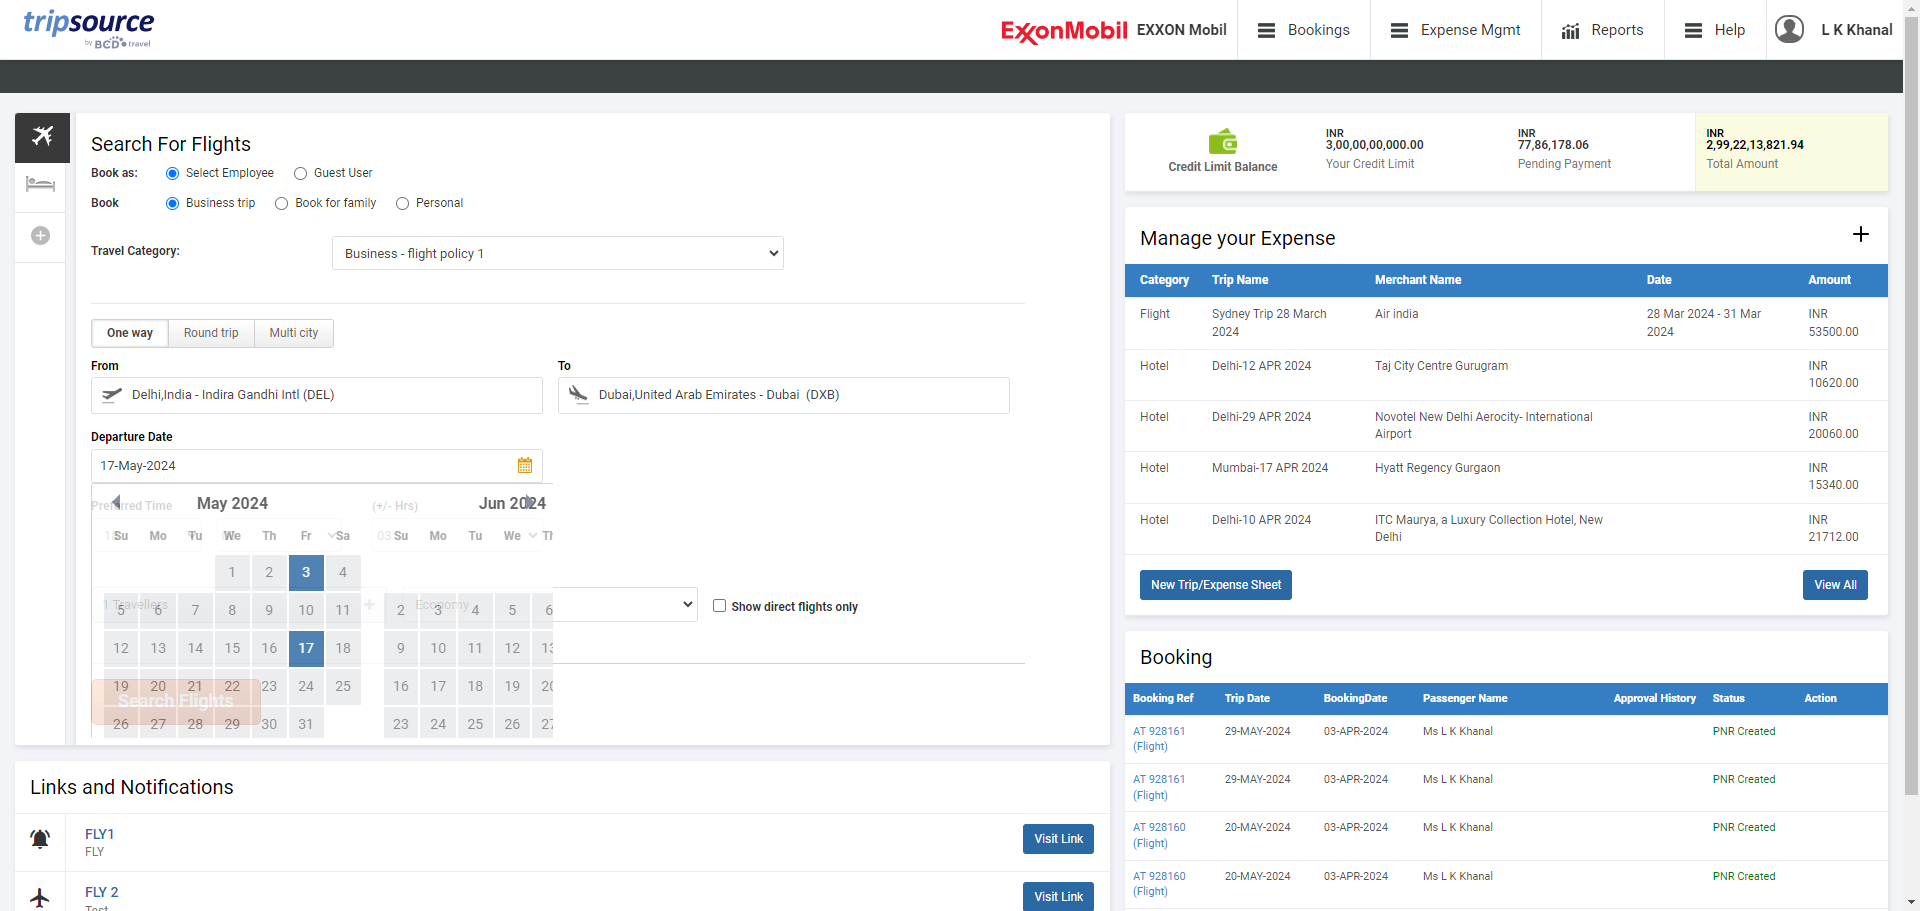 tripsource
by BCD travel
ExxonMobil EXXON Mobil
Bookings
Expense Mgmt
Reports
Help
L K Khanal
Search For Flights
Book as: Select Employee Guest User
Book Business trip Book for family Personal
Travel Category: Business - flight policy 1
One way Round trip Multi city
From To
Delhi,India - Indira Gandhi Intl (DEL) Dubai,United Arab Emirates - Dubai (DXB)
Departure Date
17-May-2024
Preferred Time (+/- Hrs)
May 2024 Jun 2024
Su Mo Tu We Th Fr Sa Su Mo Tu We Th
1 2 3 4
5 6 7 8 9 10 11 2 3 4 5 6
1 Travellers Economy Show direct flights only
12 13 14 15 16 17 18 9 10 11 12 13
19 20 21 22 23 24 25 16 17 18 19 20
Search Flights
26 27 28 29 30 31 23 24 25 26 27
Links and Notifications
FLY1
FLY
Visit Link
FLY 2
Test
Visit Link
Credit Limit Balance
INR
3,00,00,00,000.00
Your Credit Limit
INR
77,86,178.06
Pending Payment
INR
2,99,22,13,821.94
Total Amount
Manage your Expense
Category Trip Name Merchant Name Date Amount
Flight Sydney Trip 28 March 2024 Air india 28 Mar 2024 - 31 Mar 2024 INR 53500.00
Hotel Delhi-12 APR 2024 Taj City Centre Gurugram INR 10620.00
Hotel Delhi-29 APR 2024 Novotel New Delhi Aerocity- International Airport INR 20060.00
Hotel Mumbai-17 APR 2024 Hyatt Regency Gurgaon INR 15340.00
Hotel Delhi-10 APR 2024 ITC Maurya, a Luxury Collection Hotel, New Delhi INR 21712.00
New Trip/Expense Sheet View All
Booking
Booking Ref Trip Date BookingDate Passenger Name Approval History Status Action
AT 928161 (Flight) 29-MAY-2024 03-APR-2024 Ms L K Khanal PNR Created
AT 928161 (Flight) 29-MAY-2024 03-APR-2024 Ms L K Khanal PNR Created
AT 928160 (Flight) 20-MAY-2024 03-APR-2024 Ms L K Khanal PNR Created
AT 928160 (Flight) 20-MAY-2024 03-APR-2024 Ms L K Khanal PNR Created